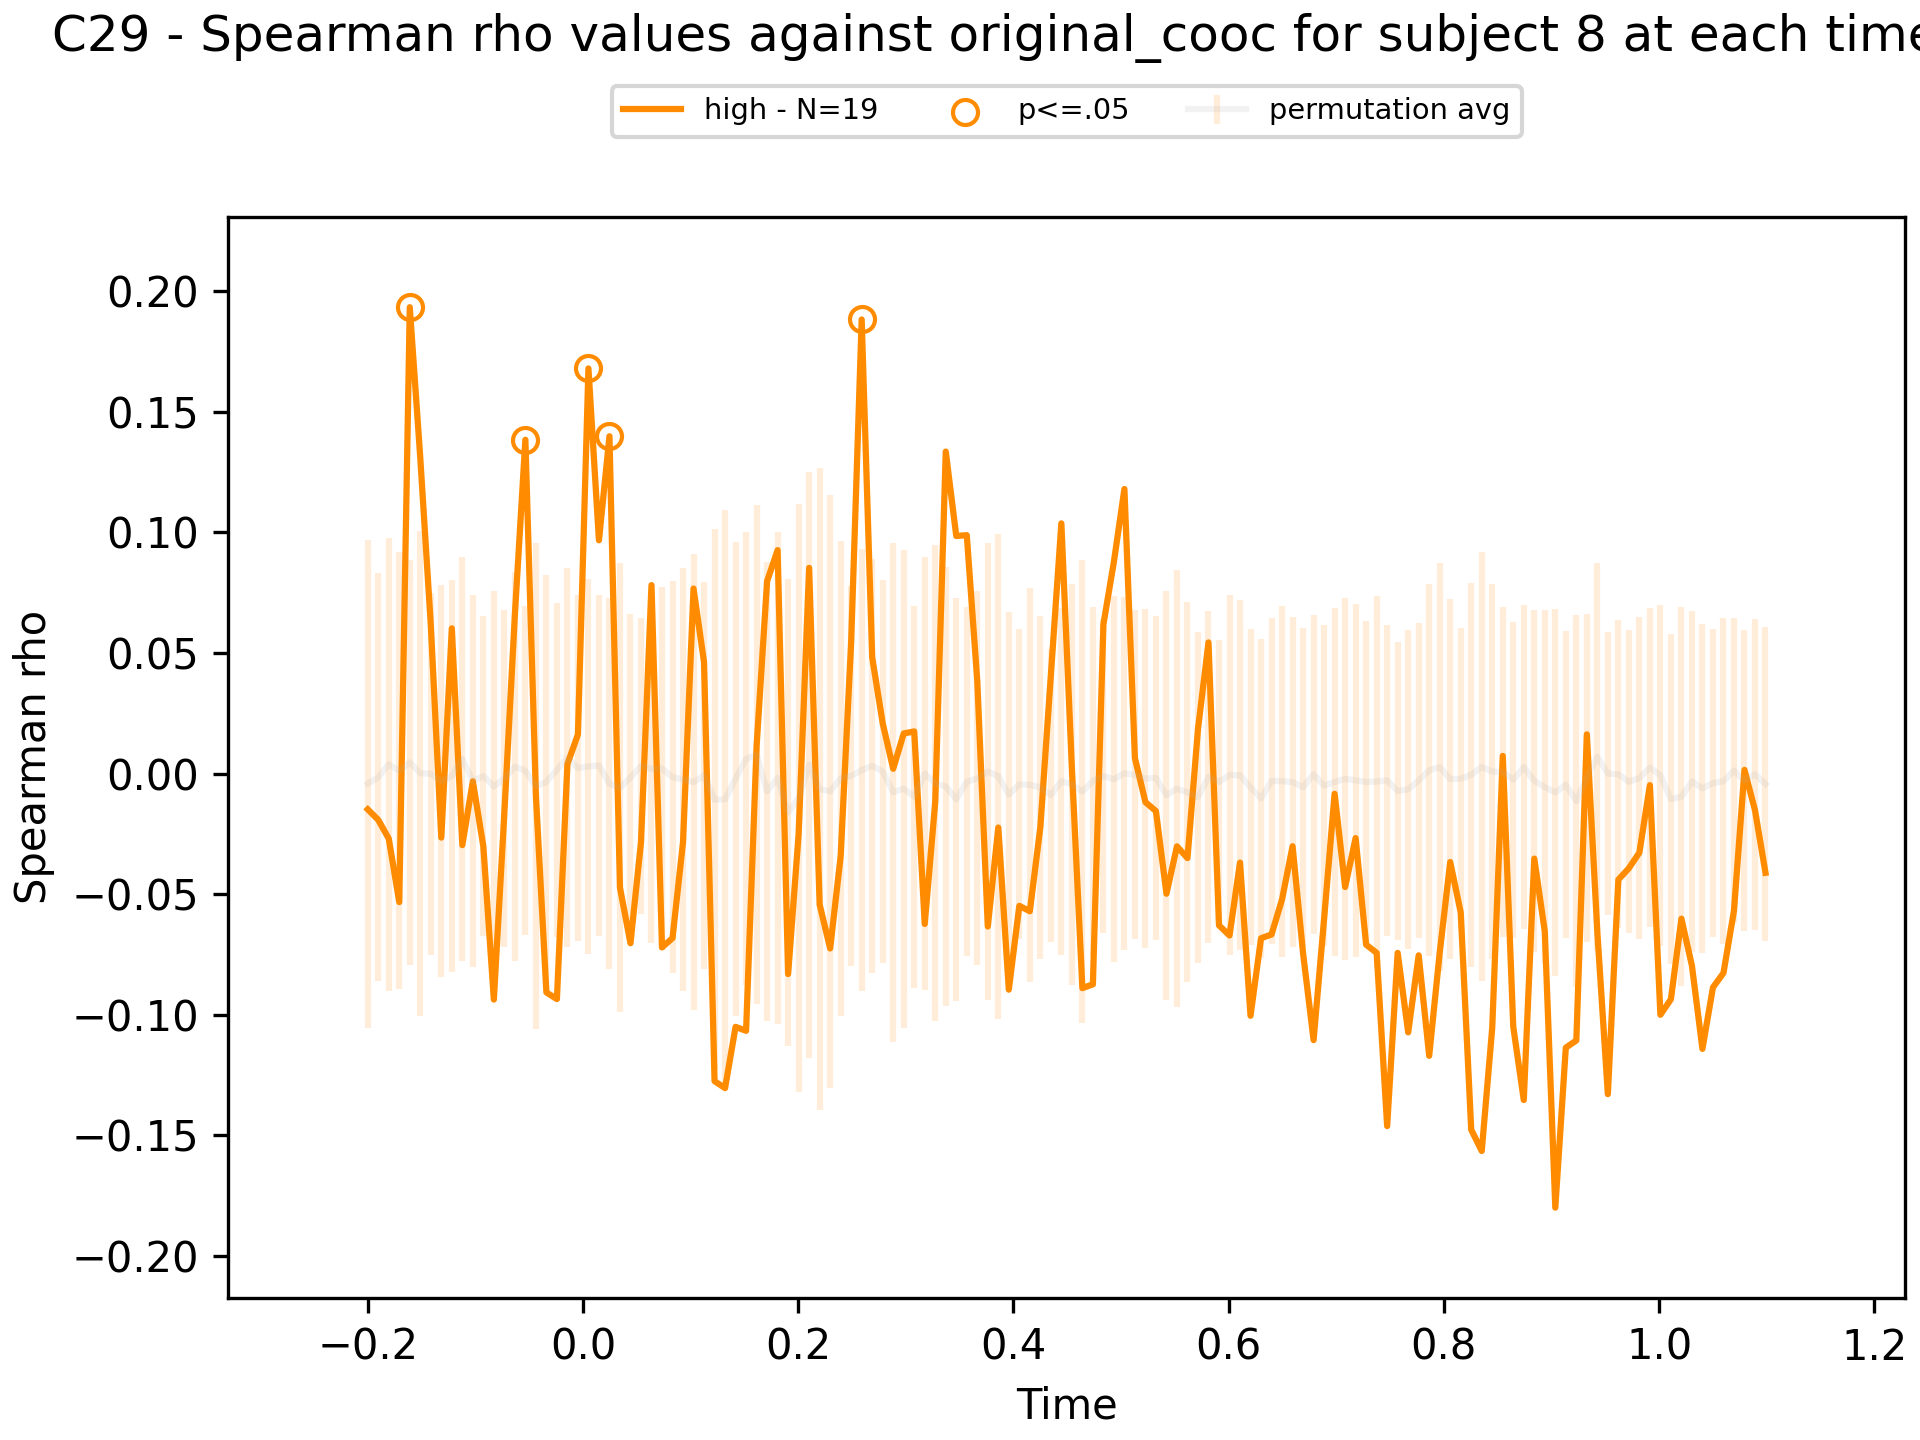 C29 - Spearman rho values against original_cooc for subject 8 at each time
high - N=19 p<=.05 permutation avg
0.20
0.15
0.10
0.05
0.00
−0.05
−0.10
−0.15
−0.20
Spearman rho
−0.2 0.0 0.2 0.4 0.6 0.8 1.0 1.2
Time